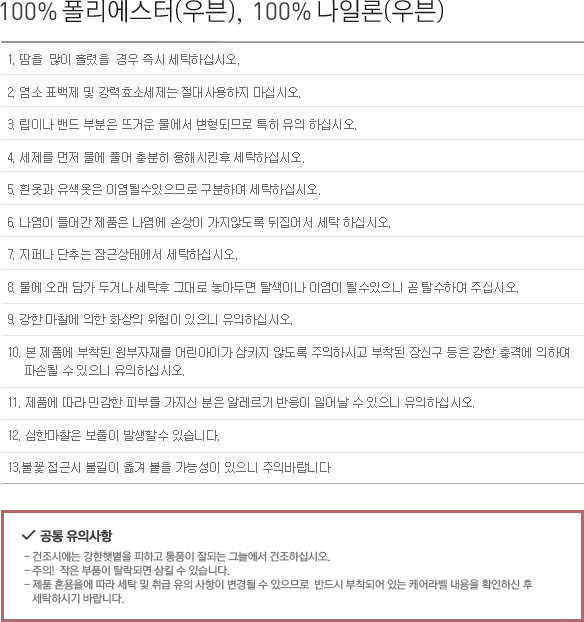 100% 폴리에스터(우븐), 100% 나일론(우븐)
1. 땀을 많이 흘렸을 경우 즉시 세탁하십시오.
2. 염소 표백제 및 강력효소세제는 절대사용하지 마십시오.
3. 립이나 밴드 부분은 뜨거운 물에서 변형되므로 특히 유의 하십시오.
4. 세제를 먼저 물에 풀어 충분히 용해시킨후 세탁하십시오.
5. 흰옷과 유색옷은 이염될수있으므로 구분하여 세탁하십시오.
6. 나염이 들어간 제품은 나염에 손상이 가지않도록 뒤집어서 세탁 하십시오.
7. 지퍼나 단추는 잠근상태에서 세탁하십시오.
8. 물에 오래 담가 두거나 세탁후 그대로 놓아두면 탈색이나 이염이 될수있으니 곧 탈수하여 주십시오.
9. 강한 마찰에 의한 화상의 위험이 있으니 유의하십시오.
10. 본 제품에 부착된 원부자재를 어린아이가 삼키지 않도록 주의하시고 부착된 장신구 등은 강한 충격에 의하여
파손될 수 있으니 유의하십시오.
11. 제품에 따라 민감한 피부를 가지신 분은 알레르기 반응이 일어날 수 있으니 유의하십시오.
12. 심한마찰은 보풀이 발생할수 있습니다.
13.불꽃 접근시 불길이 옮겨 붙을 가능성이 있으니 주의바랍니다
✓ 공통 유의사항
- 건조시에는 강한햇볕을 피하고 통풍이 잘되는 그늘에서 건조하십시오.
- 주의! 작은 부품이 탈락되면 삼킬 수 있습니다.
- 제품 혼용율에 따라 세탁 및 취급 유의 사항이 변경될 수 있으므로 반드시 부착되어 있는 케어라벨 내용을 확인하신 후
세탁하시기 바랍니다.